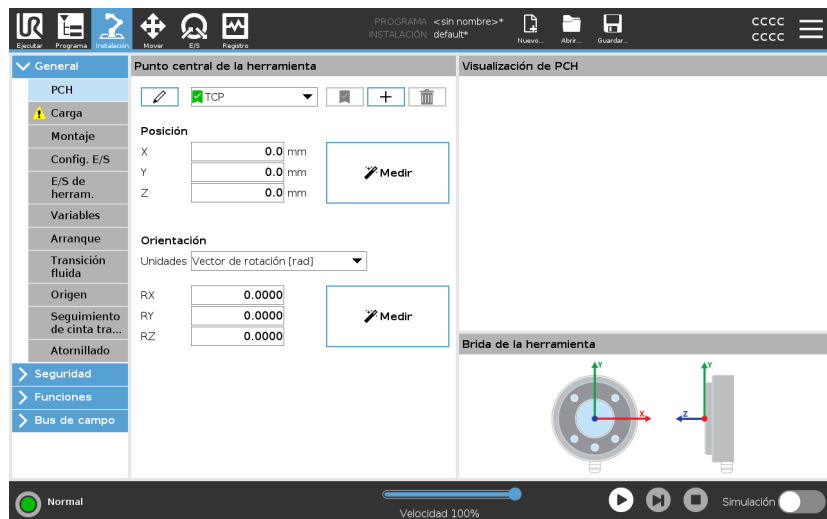 UR
PROGRAMA <sin nombre>*
INSTALACIÓN default*
CCCC
CCCC
Ejecutar Programa Instalación Mover E/S Registro Nuevo... Abrir... Guardar...
General
PCH
Carga
Montaje
Config. E/S
E/S de
herram.
Variables
Arranque
Transición
fluida
Origen
Seguimiento
de cinta tra...
Atornillado
Seguridad
Funciones
Bus de campo
Punto central de la herramienta
TCP
Posición
X 0.0 mm
Y 0.0 mm
Z 0.0 mm
Medir
Orientación
Unidades Vector de rotación [rad]
RX 0.0000
RY 0.0000
RZ 0.0000
Medir
Visualización de PCH
Brida de la herramienta
Y
X
Y
Z
Normal
Velocidad 100%
Simulación